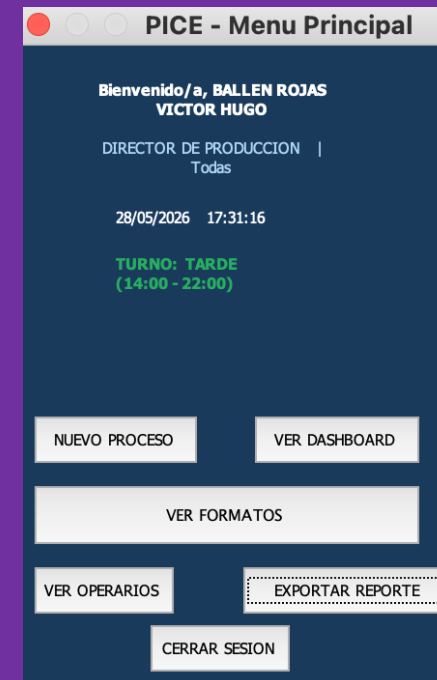 PICE - Menu Principal
Bienvenido/a, BALLEN ROJAS
VICTOR HUGO
DIRECTOR DE PRODUCCION |
Todas
28/05/2026 17:31:16
TURNO: TARDE
(14:00 - 22:00)
NUEVO PROCESO
VER DASHBOARD
VER FORMATOS
VER OPERARIOS
EXPORTAR REPORTE
CERRAR SESION